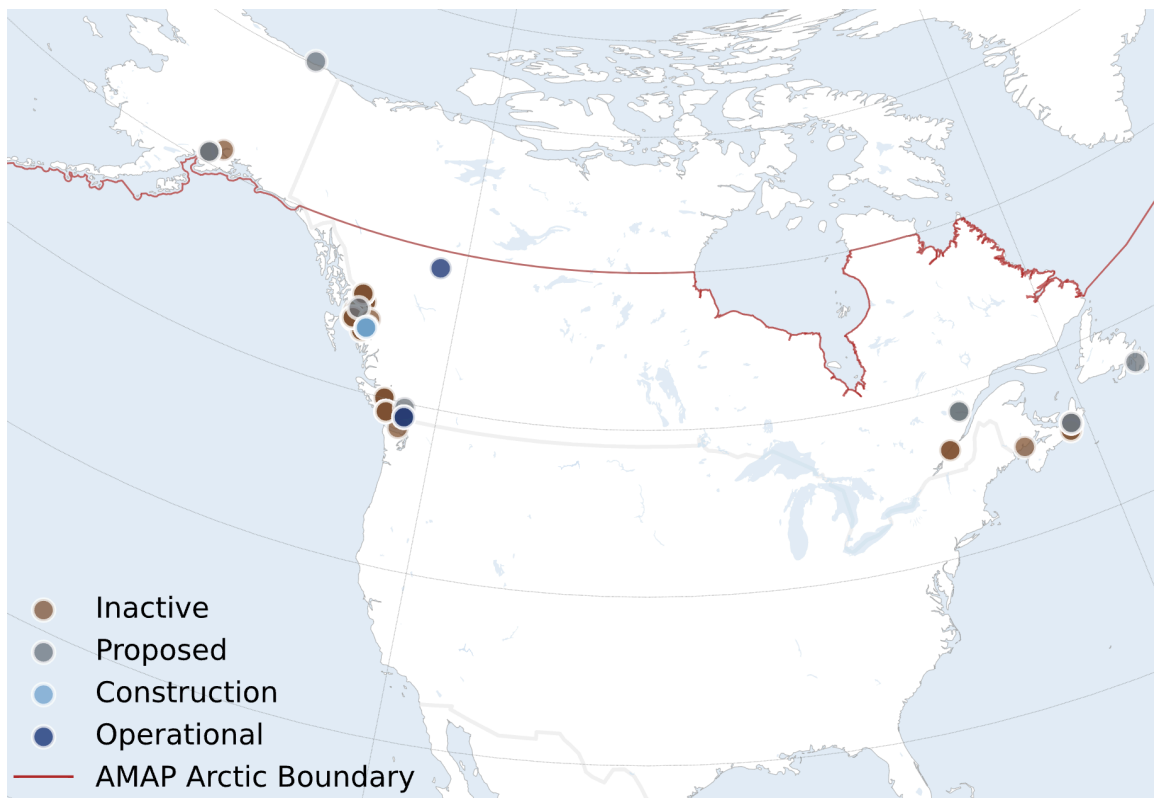 Inactive
Proposed
Construction
Operational
AMAP Arctic Boundary